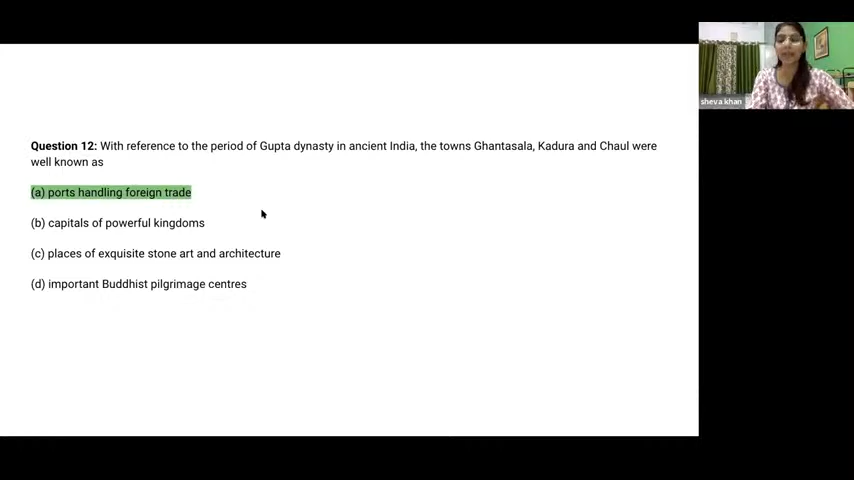 Question 12: With reference to the period of Gupta dynasty in ancient India, the towns Ghantasala, Kadura and Chaul were
well known as
(a) ports handling foreign trade
(b) capitals of powerful kingdoms
(c) places of exquisite stone art and architecture
(d) important Buddhist pilgrimage centres
sheva khan